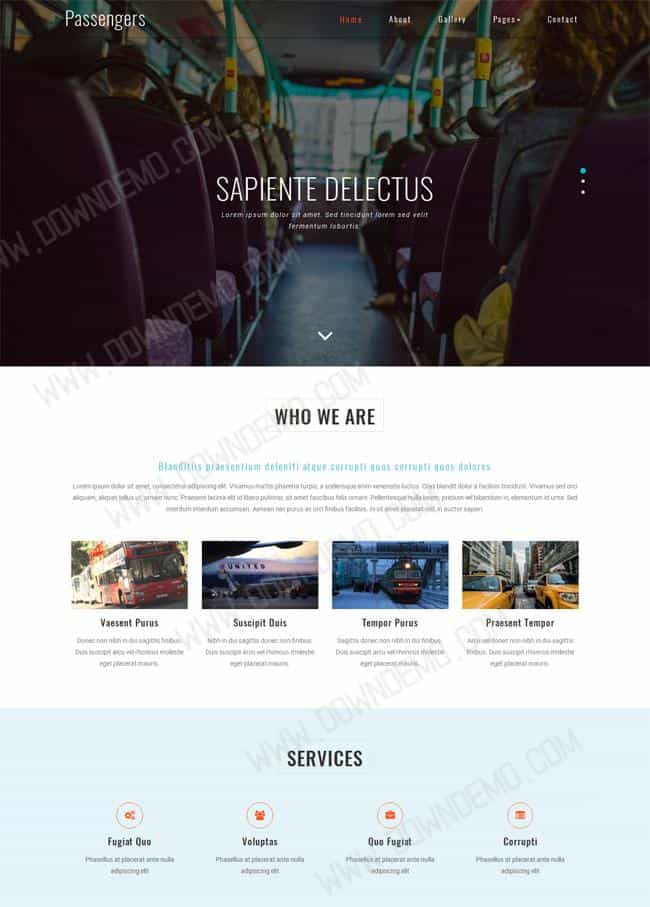 Passengers
Home About Gallery Pages Contact
SAPIENTE DELECTUS
Lorem ipsum dolor sit amet. Sed tincidunt lorem sed velit
fermentum lobortis.
WWW.DOWNDEMO.COM
WHO WE ARE
Blanditiis praesentium deleniti atque corrupti quos corrupti quos dolores
Lorem ipsum dolor sit amet, consectetur adipiscing elit. Vivamus mattis pharetra turpis, a scelerisque enim venenatis luctus. Duis blandit dolor a facilisis tincidunt. Vivamus sed orci
aliquam, aliquet tellus ut, ornare nunc. Praesent lacinia elit id libero pulvinar, sit amet faucibus felis ornare. Pellentesque nulla lorem, pretium vel bibendum in, elementum id urna. Sed
interdum interdum accumsan. Aenean nec purus ac orci finibus facilisis. In sit amet placerat nisl, in auctor sapien.
UNITED
Vaesent Purus Suscipit Duis Tempor Purus Praesent Tempor
Donec non nibh in dui sagittis finibus. Nibh in dui sagittis donec non finibus. Sagittis donec non nibh in dui finibus. Arcu vel donec non nibh in dui sagittis
Duis suscipit arcu vel rhoncus molestie Duis suscipit arcu vel rhoncus molestie Duis suscipit arcu vel rhoncus molestie finibus. Duis suscipit rhoncus molestie
eget placerat mauris. eget placerat mauris. eget placerat mauris. eget placerat mauris.
SERVICES
Fugiat Quo Voluptas Quo Fugiat Corrupti
Phasellus at placerat ante nulla Phasellus at placerat ante nulla Phasellus at placerat ante nulla Phasellus at placerat ante nulla
adipiscing elit adipiscing elit adipiscing elit adipiscing elit